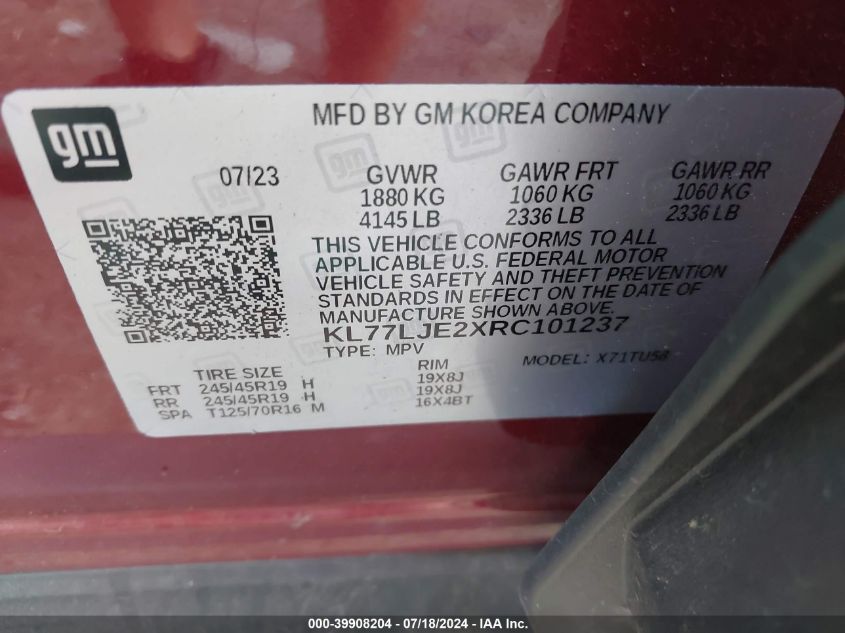 gm
MFD BY GM KOREA COMPANY
07/23
GVWR GAWR FRT GAWR RR
1880 KG 1060 KG 1060 KG
4145 LB 2336 LB 2336 LB
THIS VEHICLE CONFORMS TO ALL
APPLICABLE U.S. FEDERAL MOTOR
VEHICLE SAFETY AND THEFT PREVENTION
STANDARDS IN EFFECT ON THE DATE OF
MANUFACTURE SHOWN ABOVE.
KL77LJE2XRC101237
TYPE: MPV MODEL: X71TU58
TIRE SIZE RIM
FRT 245/45R19 H 19X8J
RR 245/45R19 H 19X8J
SPA T125/70R16 M 16X4BT
000-39908204 - 07/18/2024 - Copyright IAA, Inc.